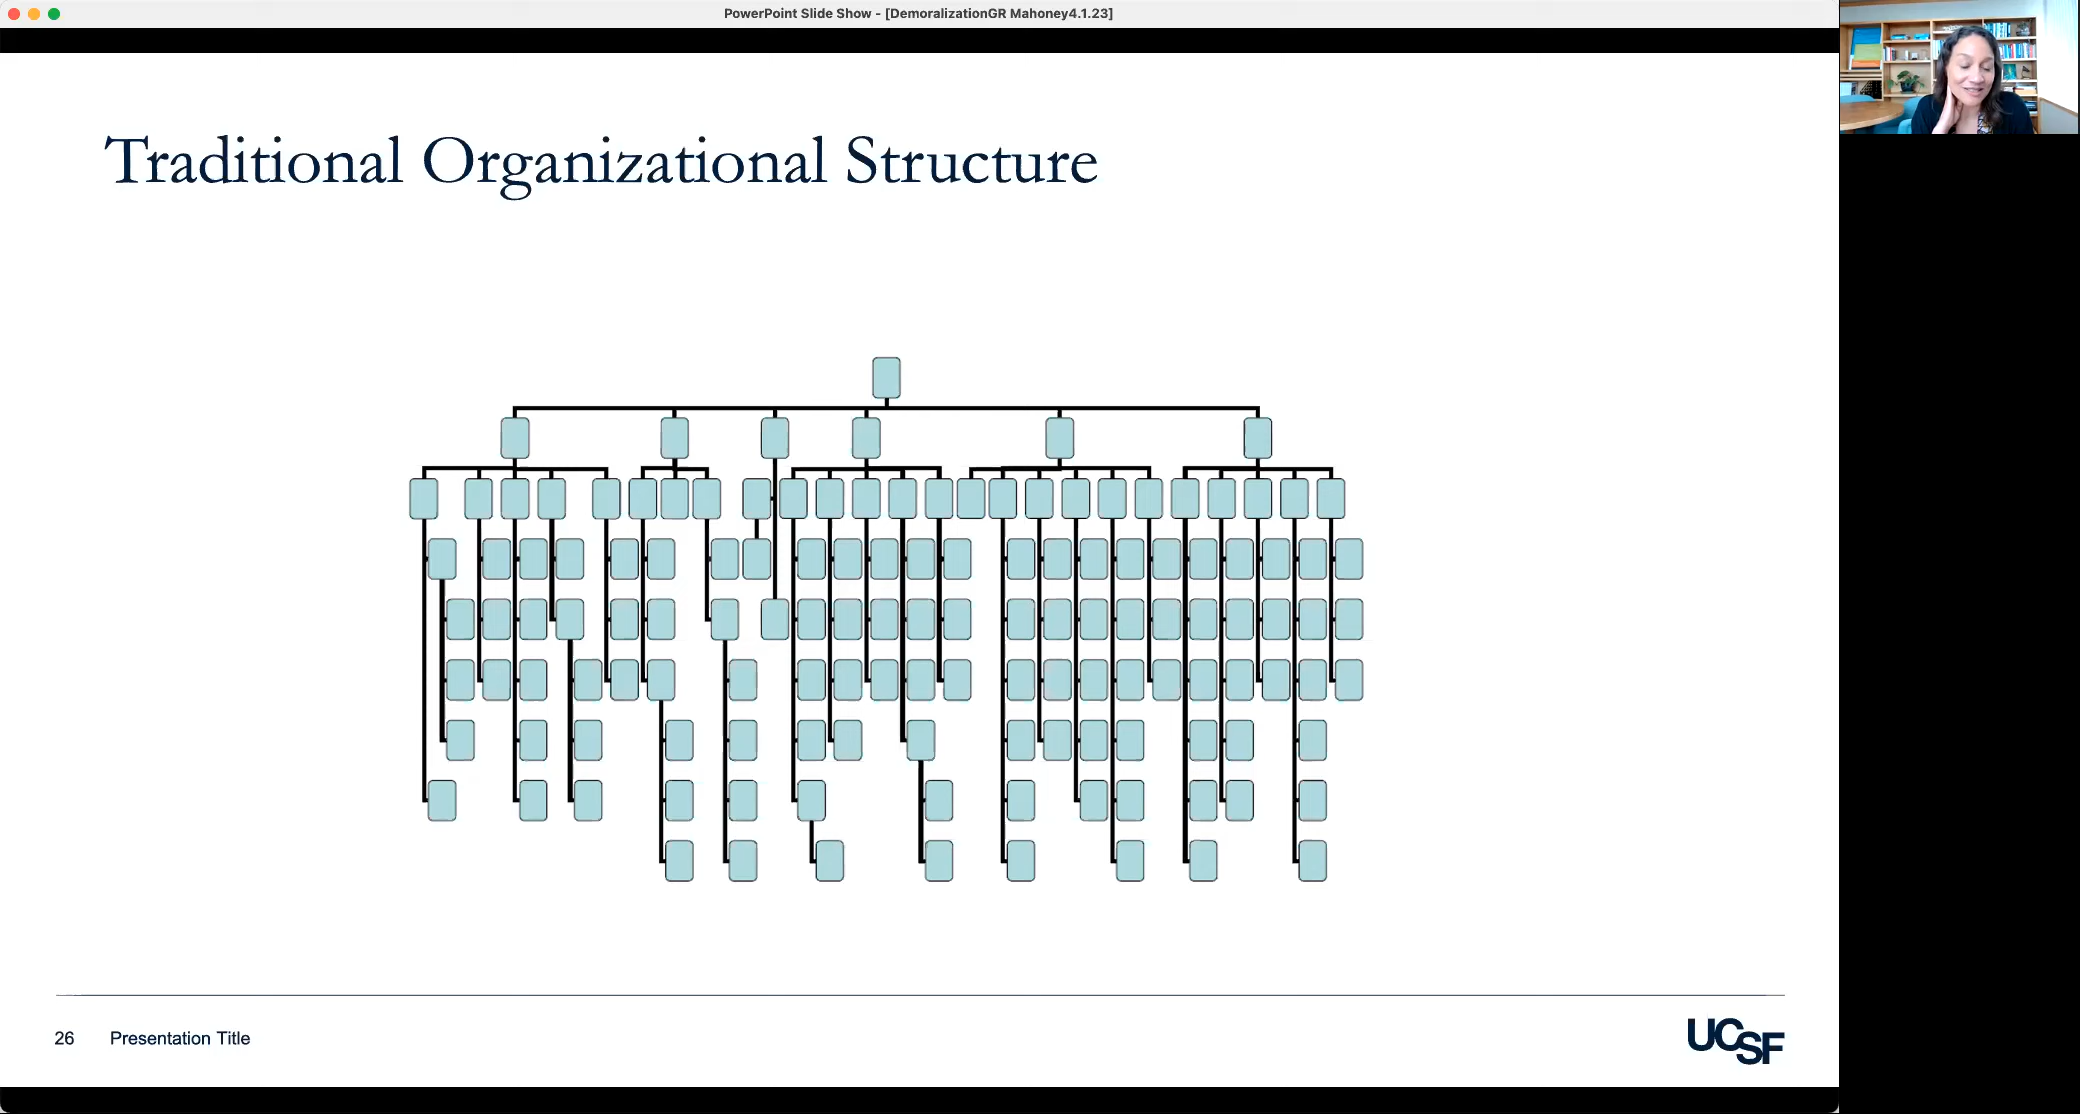 PowerPoint Slide Show - [DemoralizationGR Mahoney4.1.23]
Traditional Organizational Structure
26 Presentation Title
UCSF